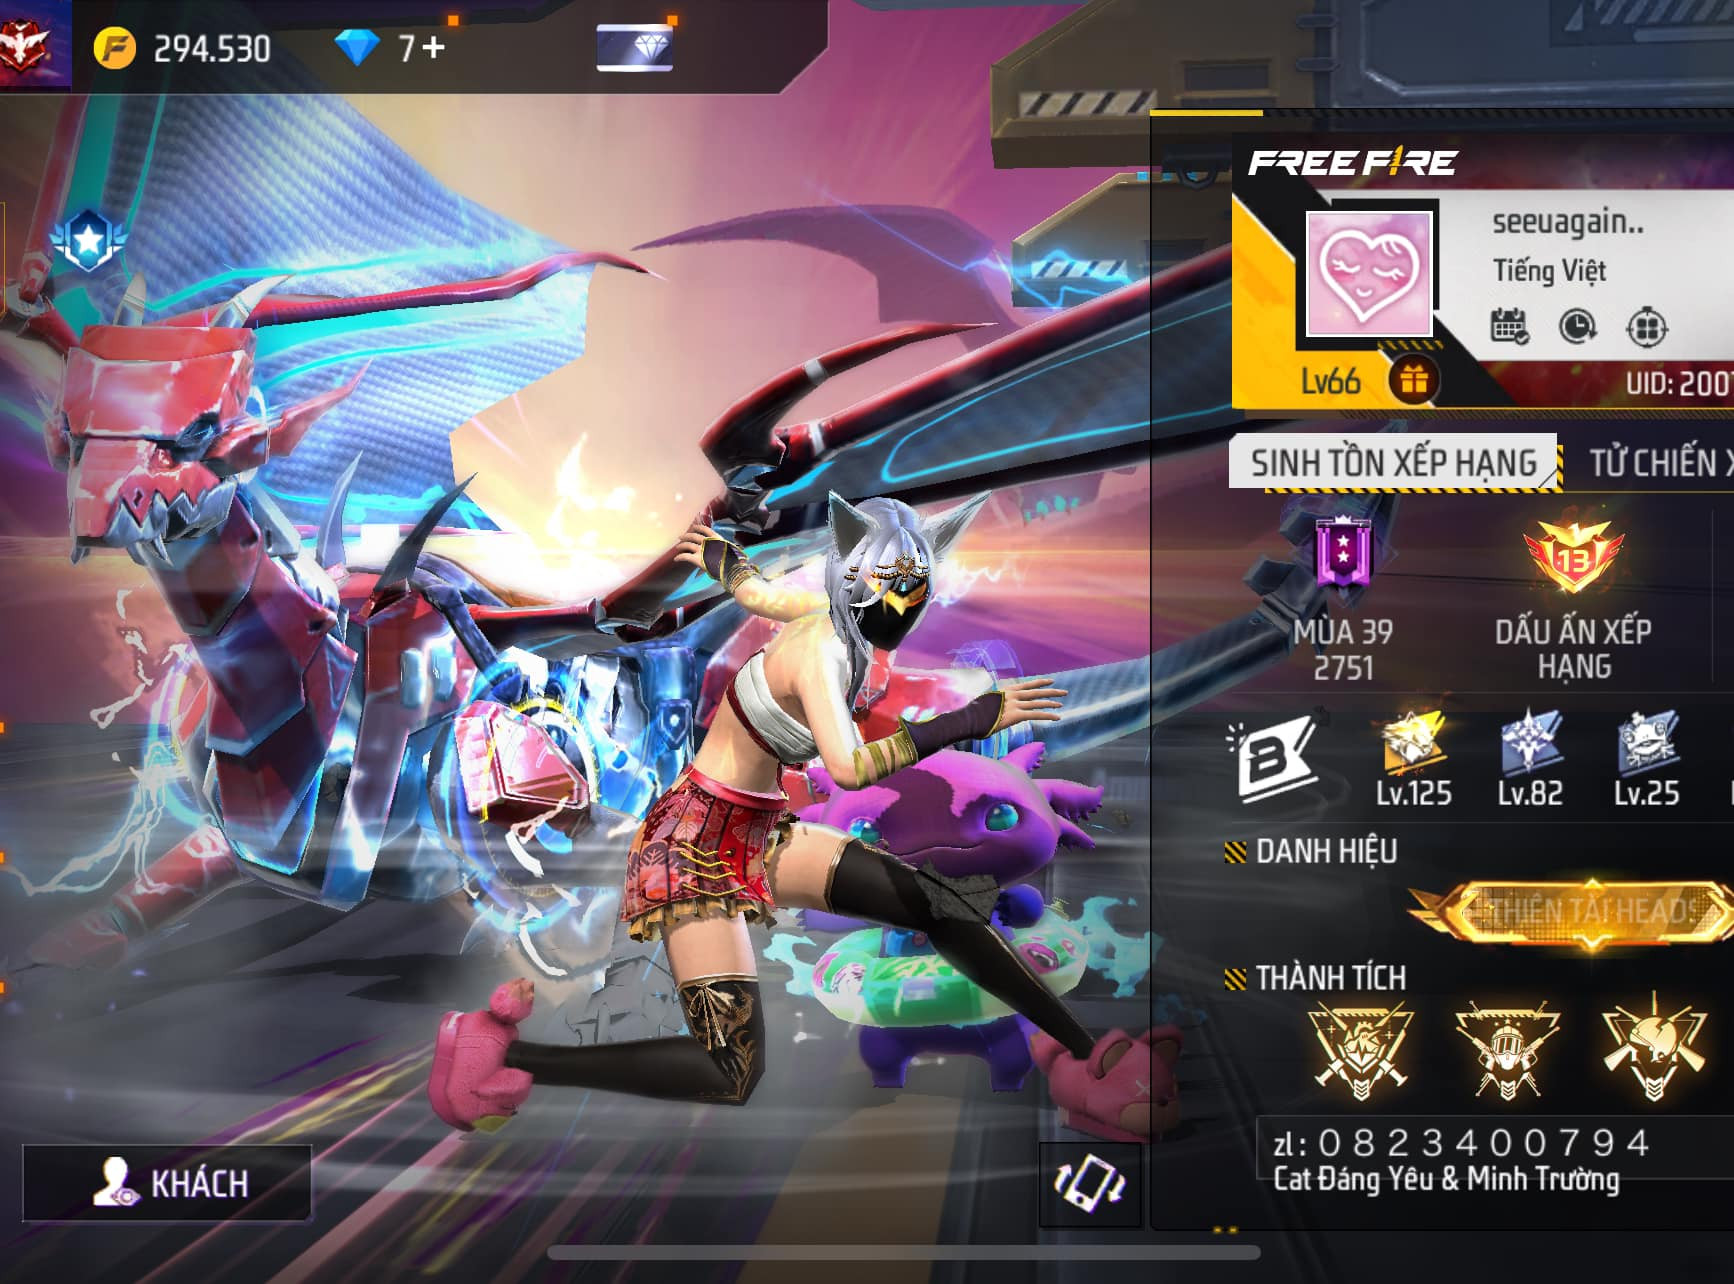 294.530
7+
FREE FIRE
seeuagain..
Tiếng Việt
Lv66
UID: 200
SINH TỒN XẾP HẠNG
TỬ CHIẾN
13
MÙA 39
2751
DẤU ẤN XẾP
HẠNG
B
Lv.125
Lv.82
Lv.25
DANH HIỆU
THIÊN TÀI HEADS
THÀNH TÍCH
zl : 0 8 2 3 4 0 0 7 9 4
Cat Đáng Yêu & Minh Trường
KHÁCH